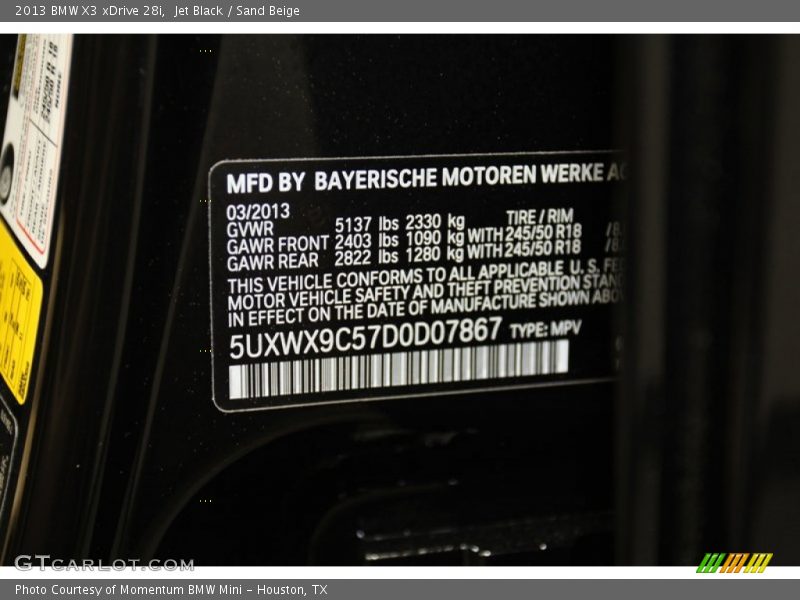 2013 BMW X3 xDrive 28i,  Jet Black / Sand Beige
MFD BY BAYERISCHE MOTOREN WERKE AG
03/2013 TIRE / RIM
GVWR 5137 lbs 2330 kg
GAWR FRONT 2403 lbs 1090 kg WITH 245/50 R18
GAWR REAR 2822 lbs 1280 kg WITH 245/50 R18
THIS VEHICLE CONFORMS TO ALL APPLICABLE U. S.
MOTOR VEHICLE SAFETY AND THEFT PREVENTION
IN EFFECT ON THE DATE OF MANUFACTURE SHOWN
5UXWX9C57D0D07867 TYPE: MPV
GTCARLOT.COM
Photo Courtesy of Momentum BMW Mini - Houston, TX